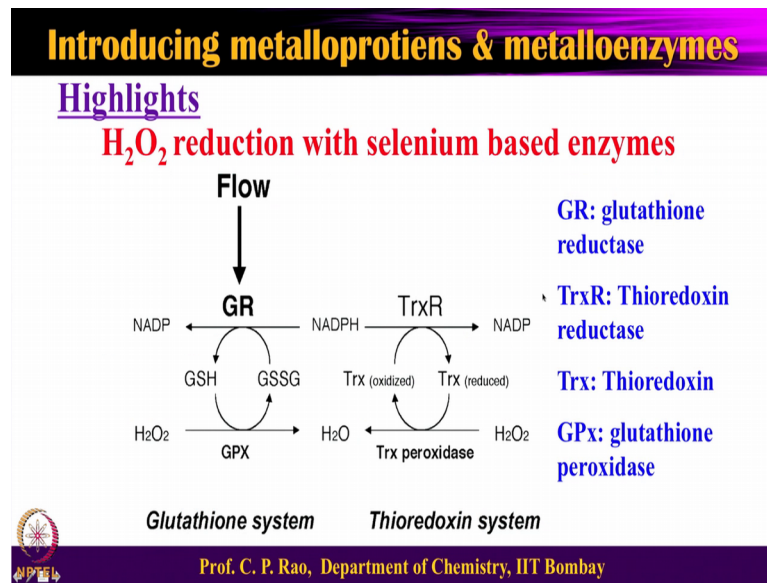 Introducing metalloprotiens & metalloenzymes
Highlights
H2O2 reduction with selenium based enzymes
Flow
GR
TrxR
NADP
NADPH
NADP
GSH
GSSG
Trx (oxidized)
Trx (reduced)
H2O2
H2O
H2O2
GPX
Trx peroxidase
Glutathione system
Thioredoxin system
GR: glutathione
reductase
TrxR: Thioredoxin
reductase
Trx: Thioredoxin
GPx: glutathione
peroxidase
NPTEL
Prof. C. P. Rao, Department of Chemistry, IIT Bombay